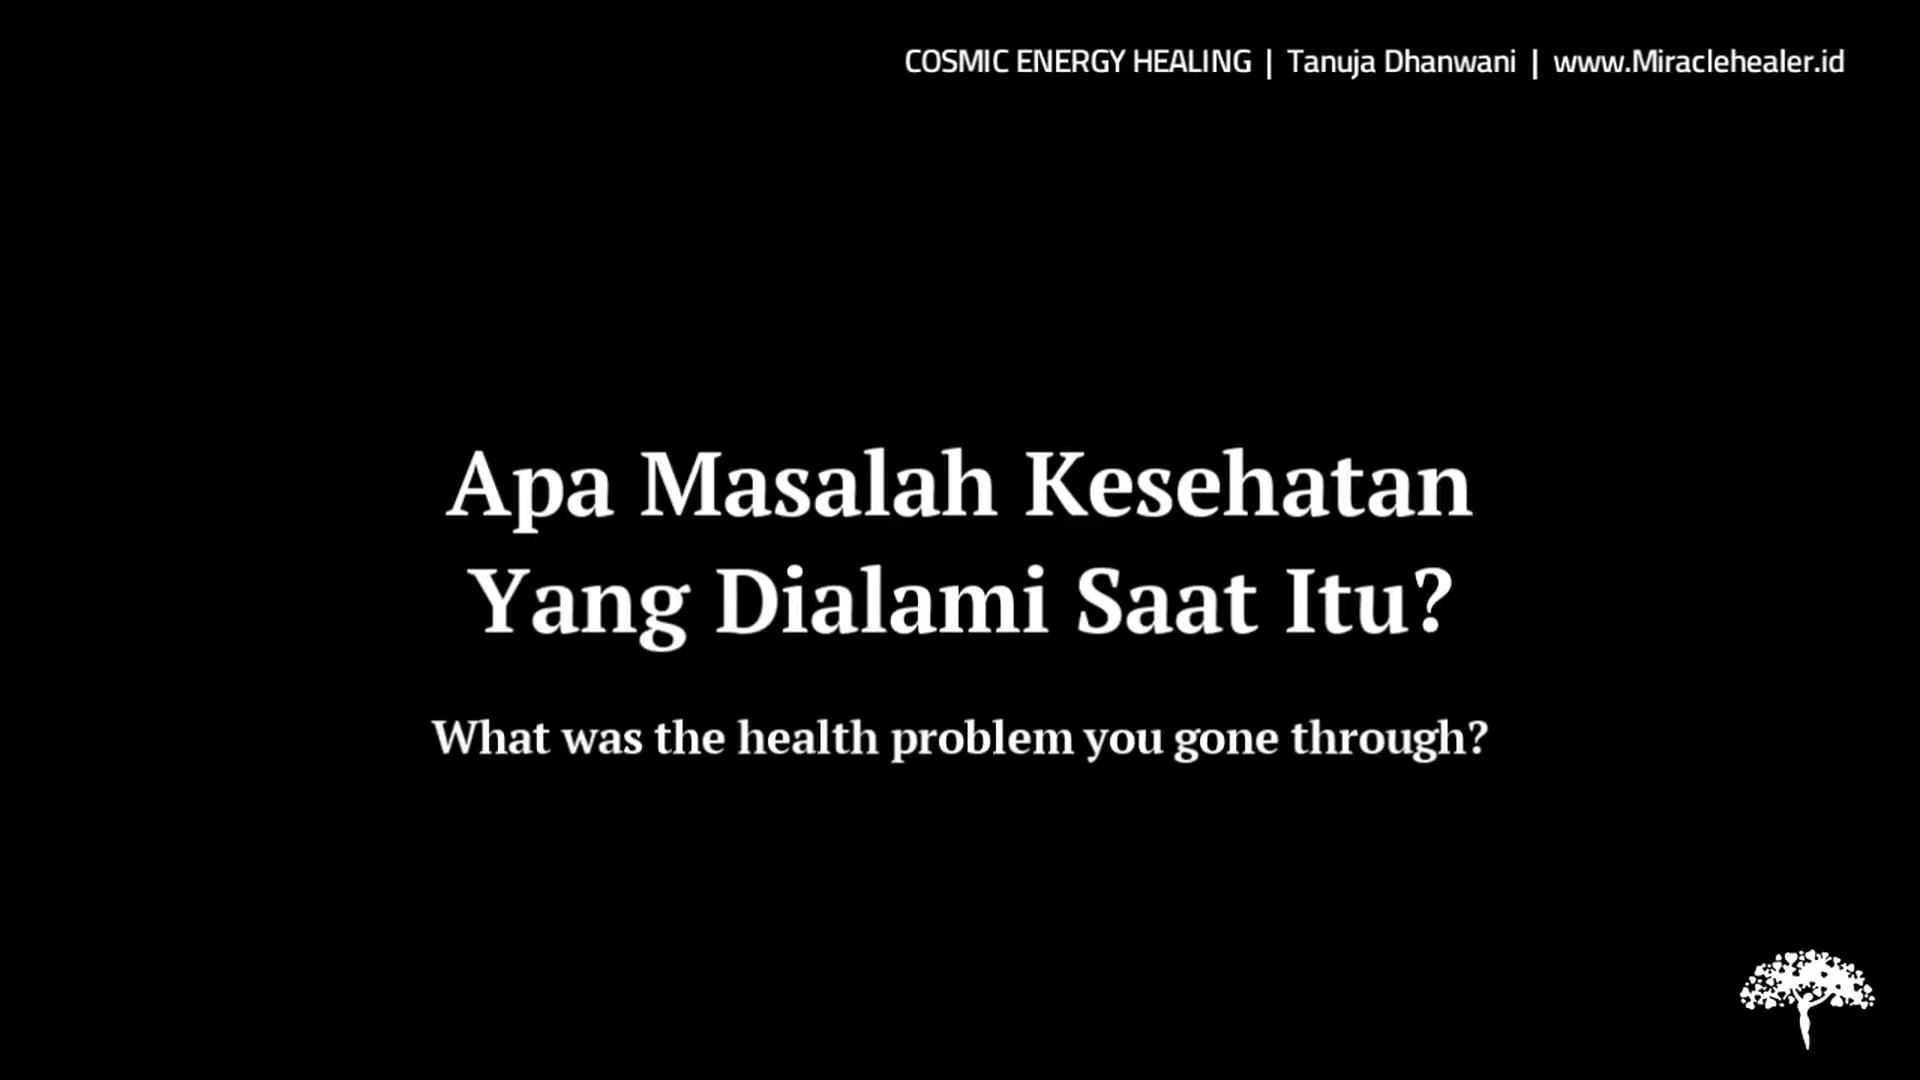 COSMIC ENERGY HEALING | Tanuja Dhanwani | www.Miraclehealer.id
Apa Masalah Kesehatan
Yang Dialami Saat Itu?
What was the health problem you gone through?